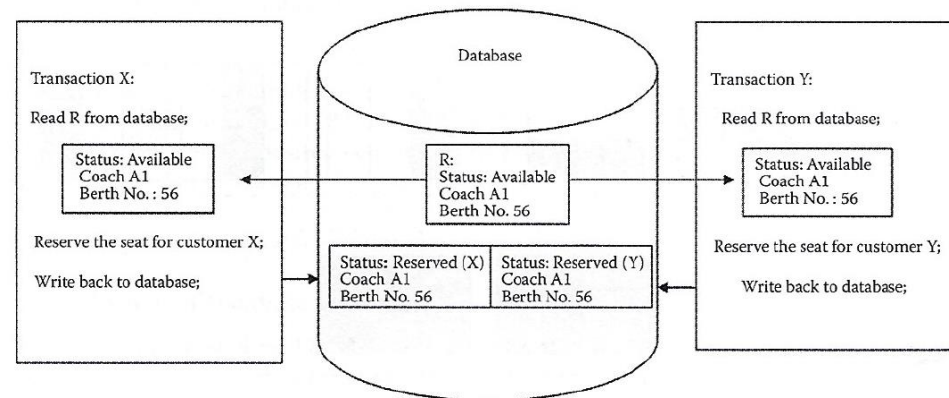 Transaction X:
Read R from database;
Status: Available
Coach A1
Berth No. : 56
Reserve the seat for customer X;
Write back to database;
Database
R:
Status: Available
Coach A1
Berth No. 56
Status: Reserved (X)
Coach A1
Berth No. 56
Status: Reserved (Y)
Coach A1
Berth No. 56
Transaction Y:
Read R from database;
Status: Available
Coach A1
Berth No. : 56
Reserve the seat for customer Y;
Write back to database;